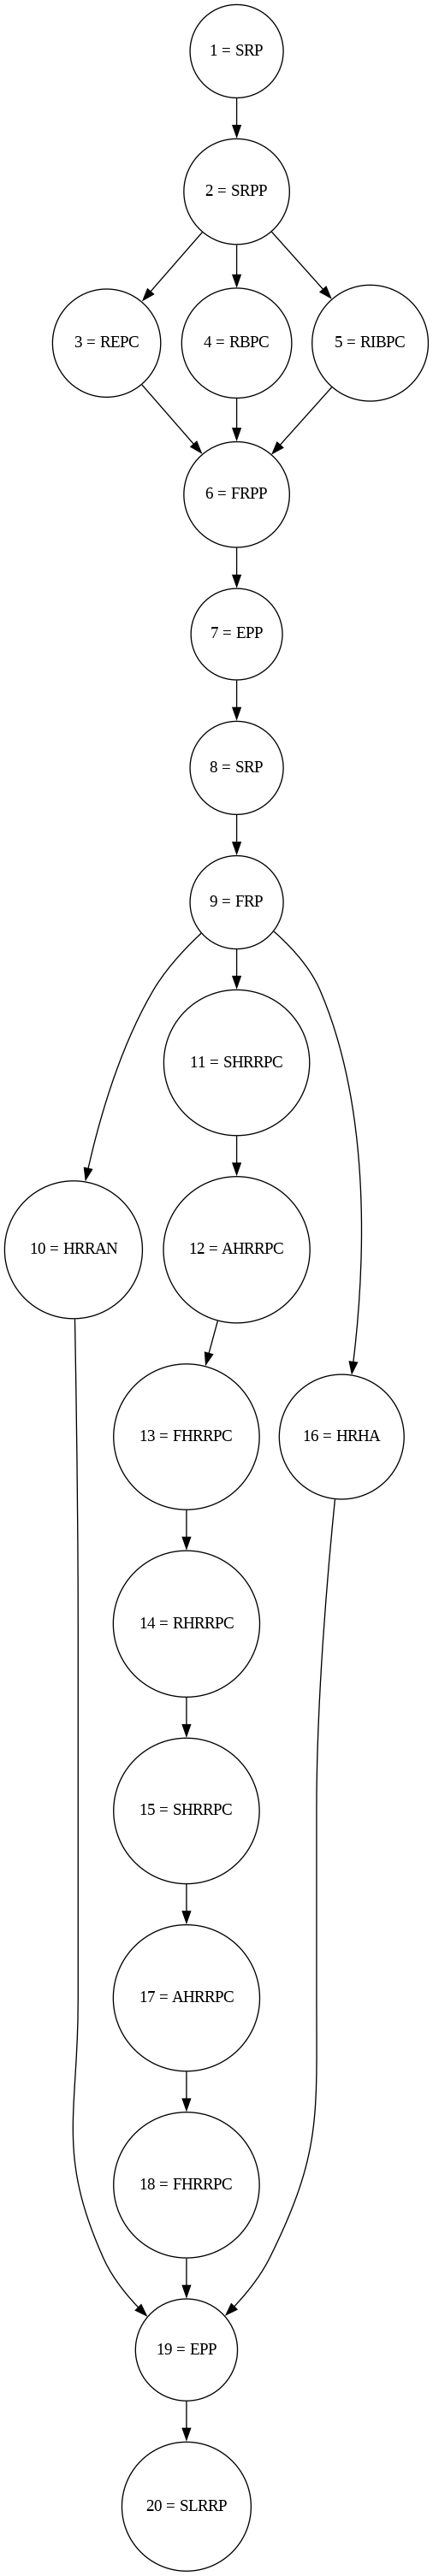 1 = SRP
2 = SRPP
3 = REPC
4 = RBPC
5 = RIBPC
6 = FRPP
7 = EPP
8 = SRP
9 = FRP
11 = SHRRPC
10 = HRRAN
12 = AHRRPC
13 = FHRRPC
16 = HRHA
14 = RHRRPC
15 = SHRRPC
17 = AHRRPC
18 = FHRRPC
19 = EPP
20 = SLRRP